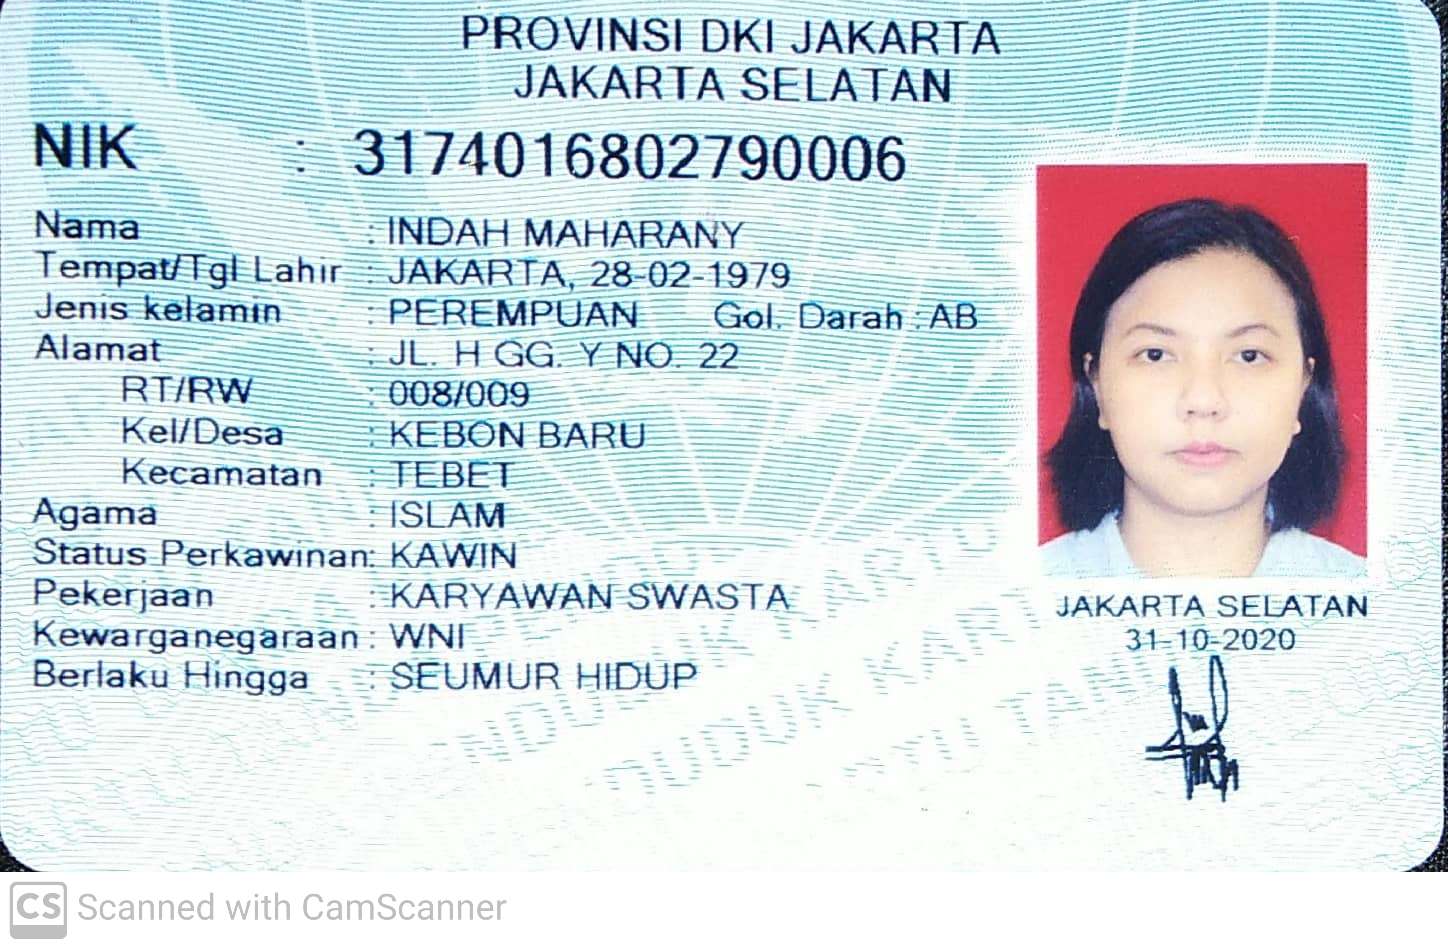 PROVINSI DKI JAKARTA
JAKARTA SELATAN
NIK : 3174016802790006
Nama : INDAH MAHARANY
Tempat/Tgl Lahir : JAKARTA, 28-02-1979
Jenis kelamin : PEREMPUAN Gol. Darah : AB
Alamat : JL. H GG. Y NO. 22
RT/RW : 008/009
Kel/Desa : KEBON BARU
Kecamatan : TEBET
Agama : ISLAM
Status Perkawinan: KAWIN
Pekerjaan : KARYAWAN SWASTA
Kewarganegaraan : WNI
Berlaku Hingga : SEUMUR HIDUP
JAKARTA SELATAN
31-10-2020
CS Scanned with CamScanner